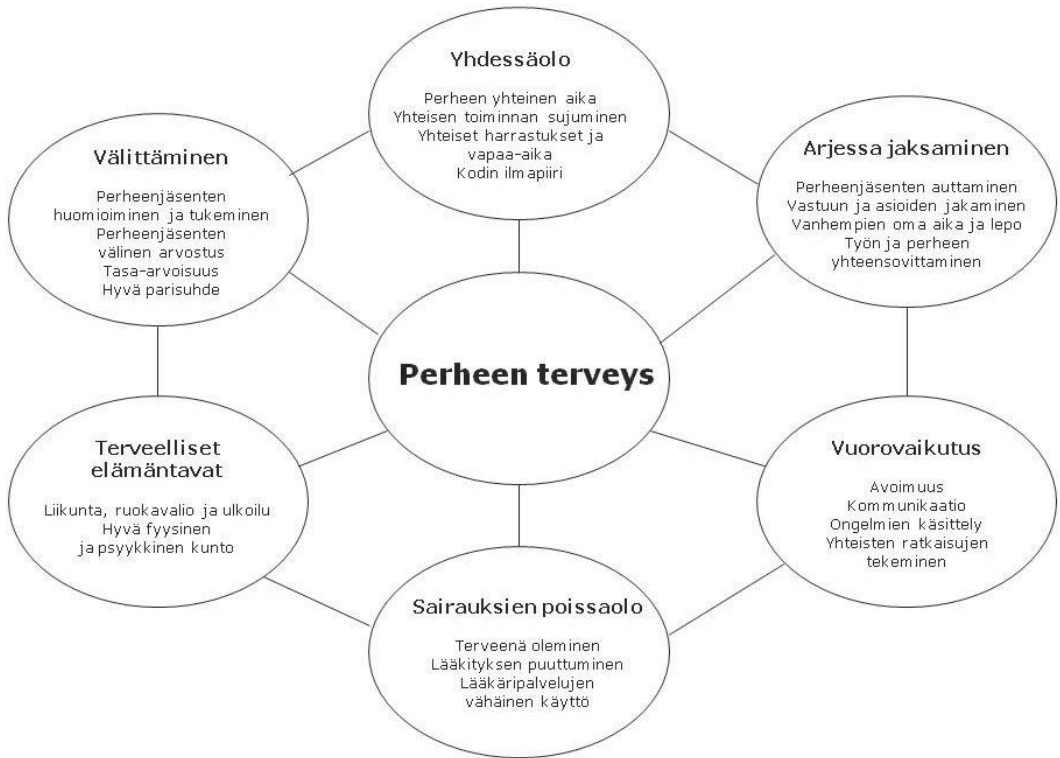 Yhdessäolo
Perheen yhteinen aika
Yhteisen toiminnan sujuminen
Yhteiset harrastukset ja
vapaa-aika
Kodin ilmapiiri
Välittäminen
Perheenjäsenten
huomioiminen ja tukeminen
Perheenjäsenten
välinen arvostus
Tasa-arvoisuus
Hyvä parisuhde
Arjessa jaksaminen
Perheenjäsenten auttaminen
Vastuun ja asioiden jakaminen
Vanhempien oma aika ja lepo
Työn ja perheen
yhteensovittaminen
Perheen terveys
Terveelliset
elämäntavat
Liikunta, ruokavalio ja ulkoilu
Hyvä fyysinen
ja psyykkinen kunto
Vuorovaikutus
Avoimuus
Kommunikaatio
Ongelmien käsittely
Yhteisten ratkaisujen
tekeminen
Sairauksien poissaolo
Terveenä oleminen
Lääkityksen puuttuminen
Lääkäripalvelujen
vähäinen käyttö